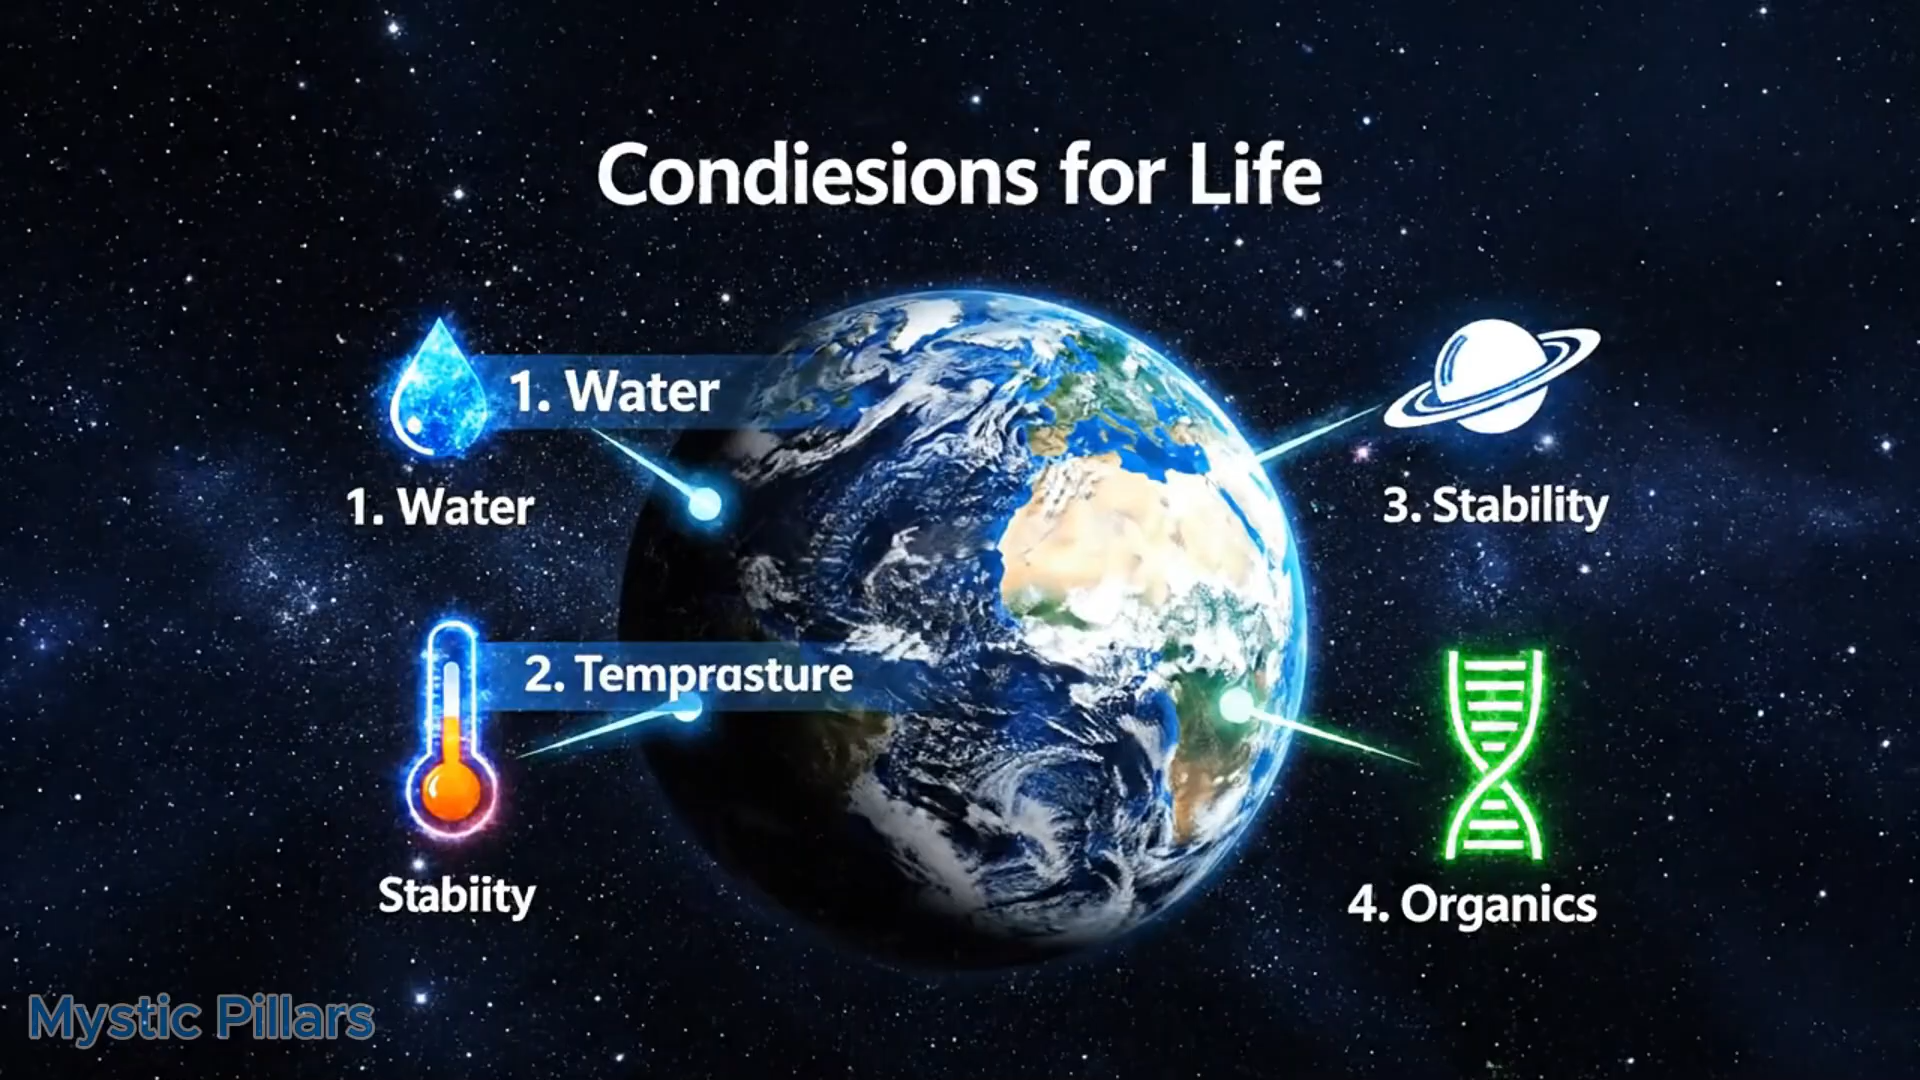 Condiesions for Life
1. Water
1. Water
3. Stability
2. Temprasture
Stabiity
4. Organics
Mystic Pillars